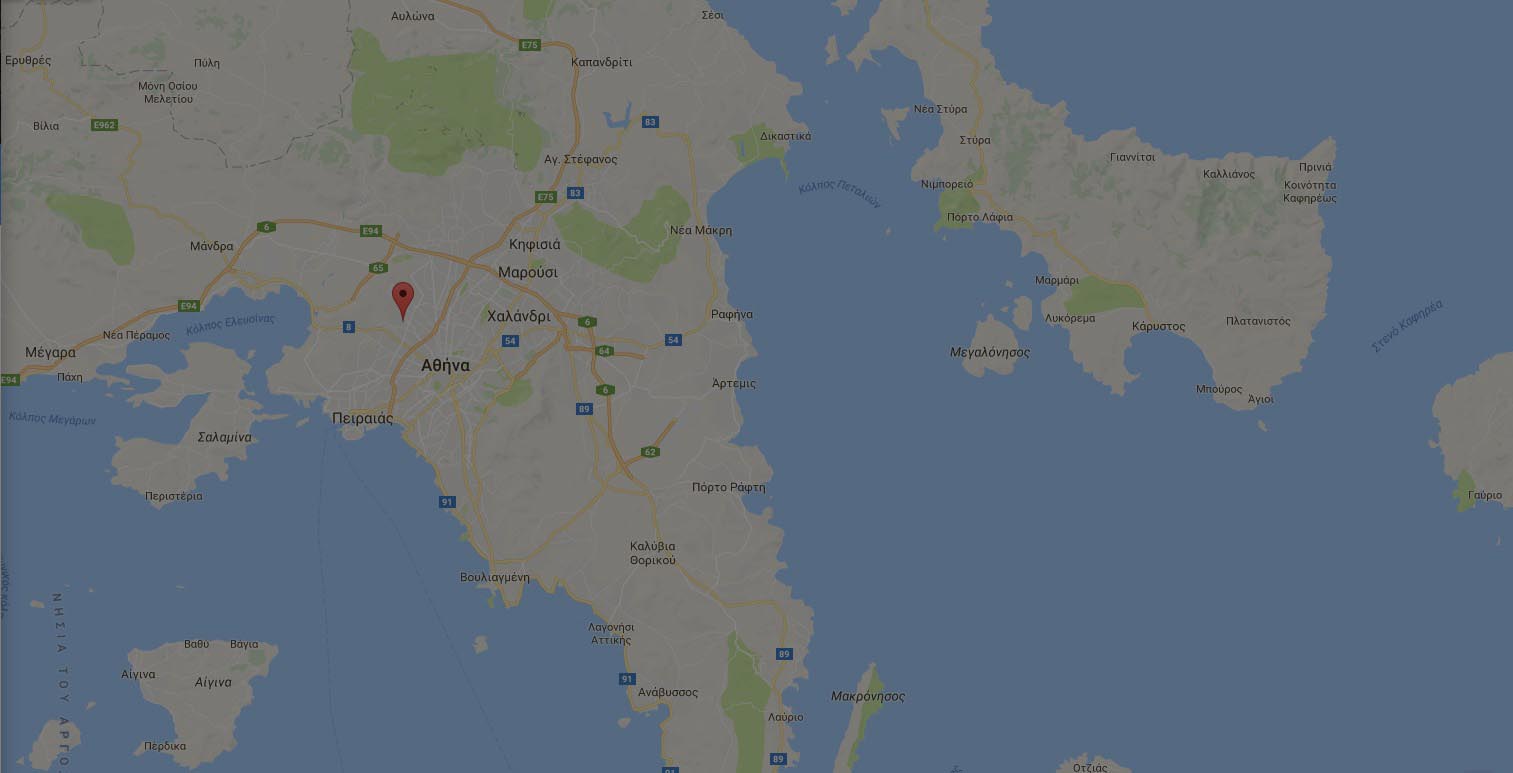 Αυλώνα
Σέσι
E75
Ερυθρές
Πύλη
Καπανδρίτι
Μόνη Οσίου
Μελετίου
Νέα Στύρα
Βίλια
E962
83
Δικαστικά
Στύρα
Αγ. Στέφανος
Γιαννίτσι
Πρινιά
Καλλιάνος
Κόλπος Πεταλιών
Νιμπορειό
Κοινότητα
Καφηρέως
E75
83
Πόρτο Λάφια
6
E94
Νέα Μάκρη
Μάνδρα
Κηφισιά
65
Μαρούσι
Μαρμάρι
E94
Χαλάνδρι
Ραφήνα
Κόλπος Ελευσίνας
8
6
Λυκόρεμα
Κάρυστος
Πλατανιστός
Στενό Καφηρέα
Νέα Πέραμος
54
54
Μέγαρα
64
Μεγαλόνησος
Αθήνα
Πάχη
E94
Άρτεμις
6
Μπούρος
Άγιοι
89
Κόλπος Μεγάρων
Πειραιάς
Σαλαμίνα
62
Πόρτο Ράφτη
Περιστέρια
Γαύριο
91
Καλύβια
Θορικού
Βουλιαγμένη
ΝΗΣΙΑ ΤΟΥ ΑΡΓΟΣ
Λαγονήσι
Αττικής
Βαθύ
Βάγια
89
Αίγινα
Αίγινα
91
Ανάβυσσος
Μακρόνησος
Λαύριο
Πέρδικα
89
91
Οτζιάς